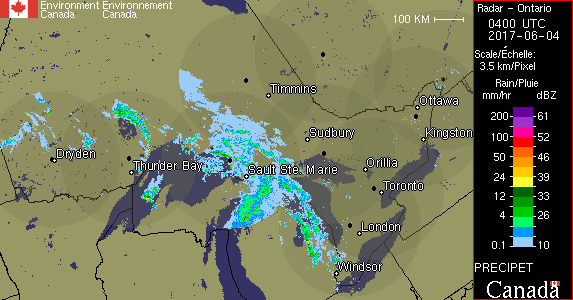 Environment Environnement
Canada Canada
Radar - Ontario
0400 UTC
2017-06-04
100 KM
Scale/Échelle:
3.5 km/Pixel
Rain/Pluie
mm/hr dBZ
200 61
100 52
50 46
24 39
12 33
4 26
0.1 10
PRECIPET
Canada
Timmins
Ottawa
Sudbury
Kingston
Dryden
Thunder Bay
Sault Ste. Marie
Orillia
Toronto
London
Windsor